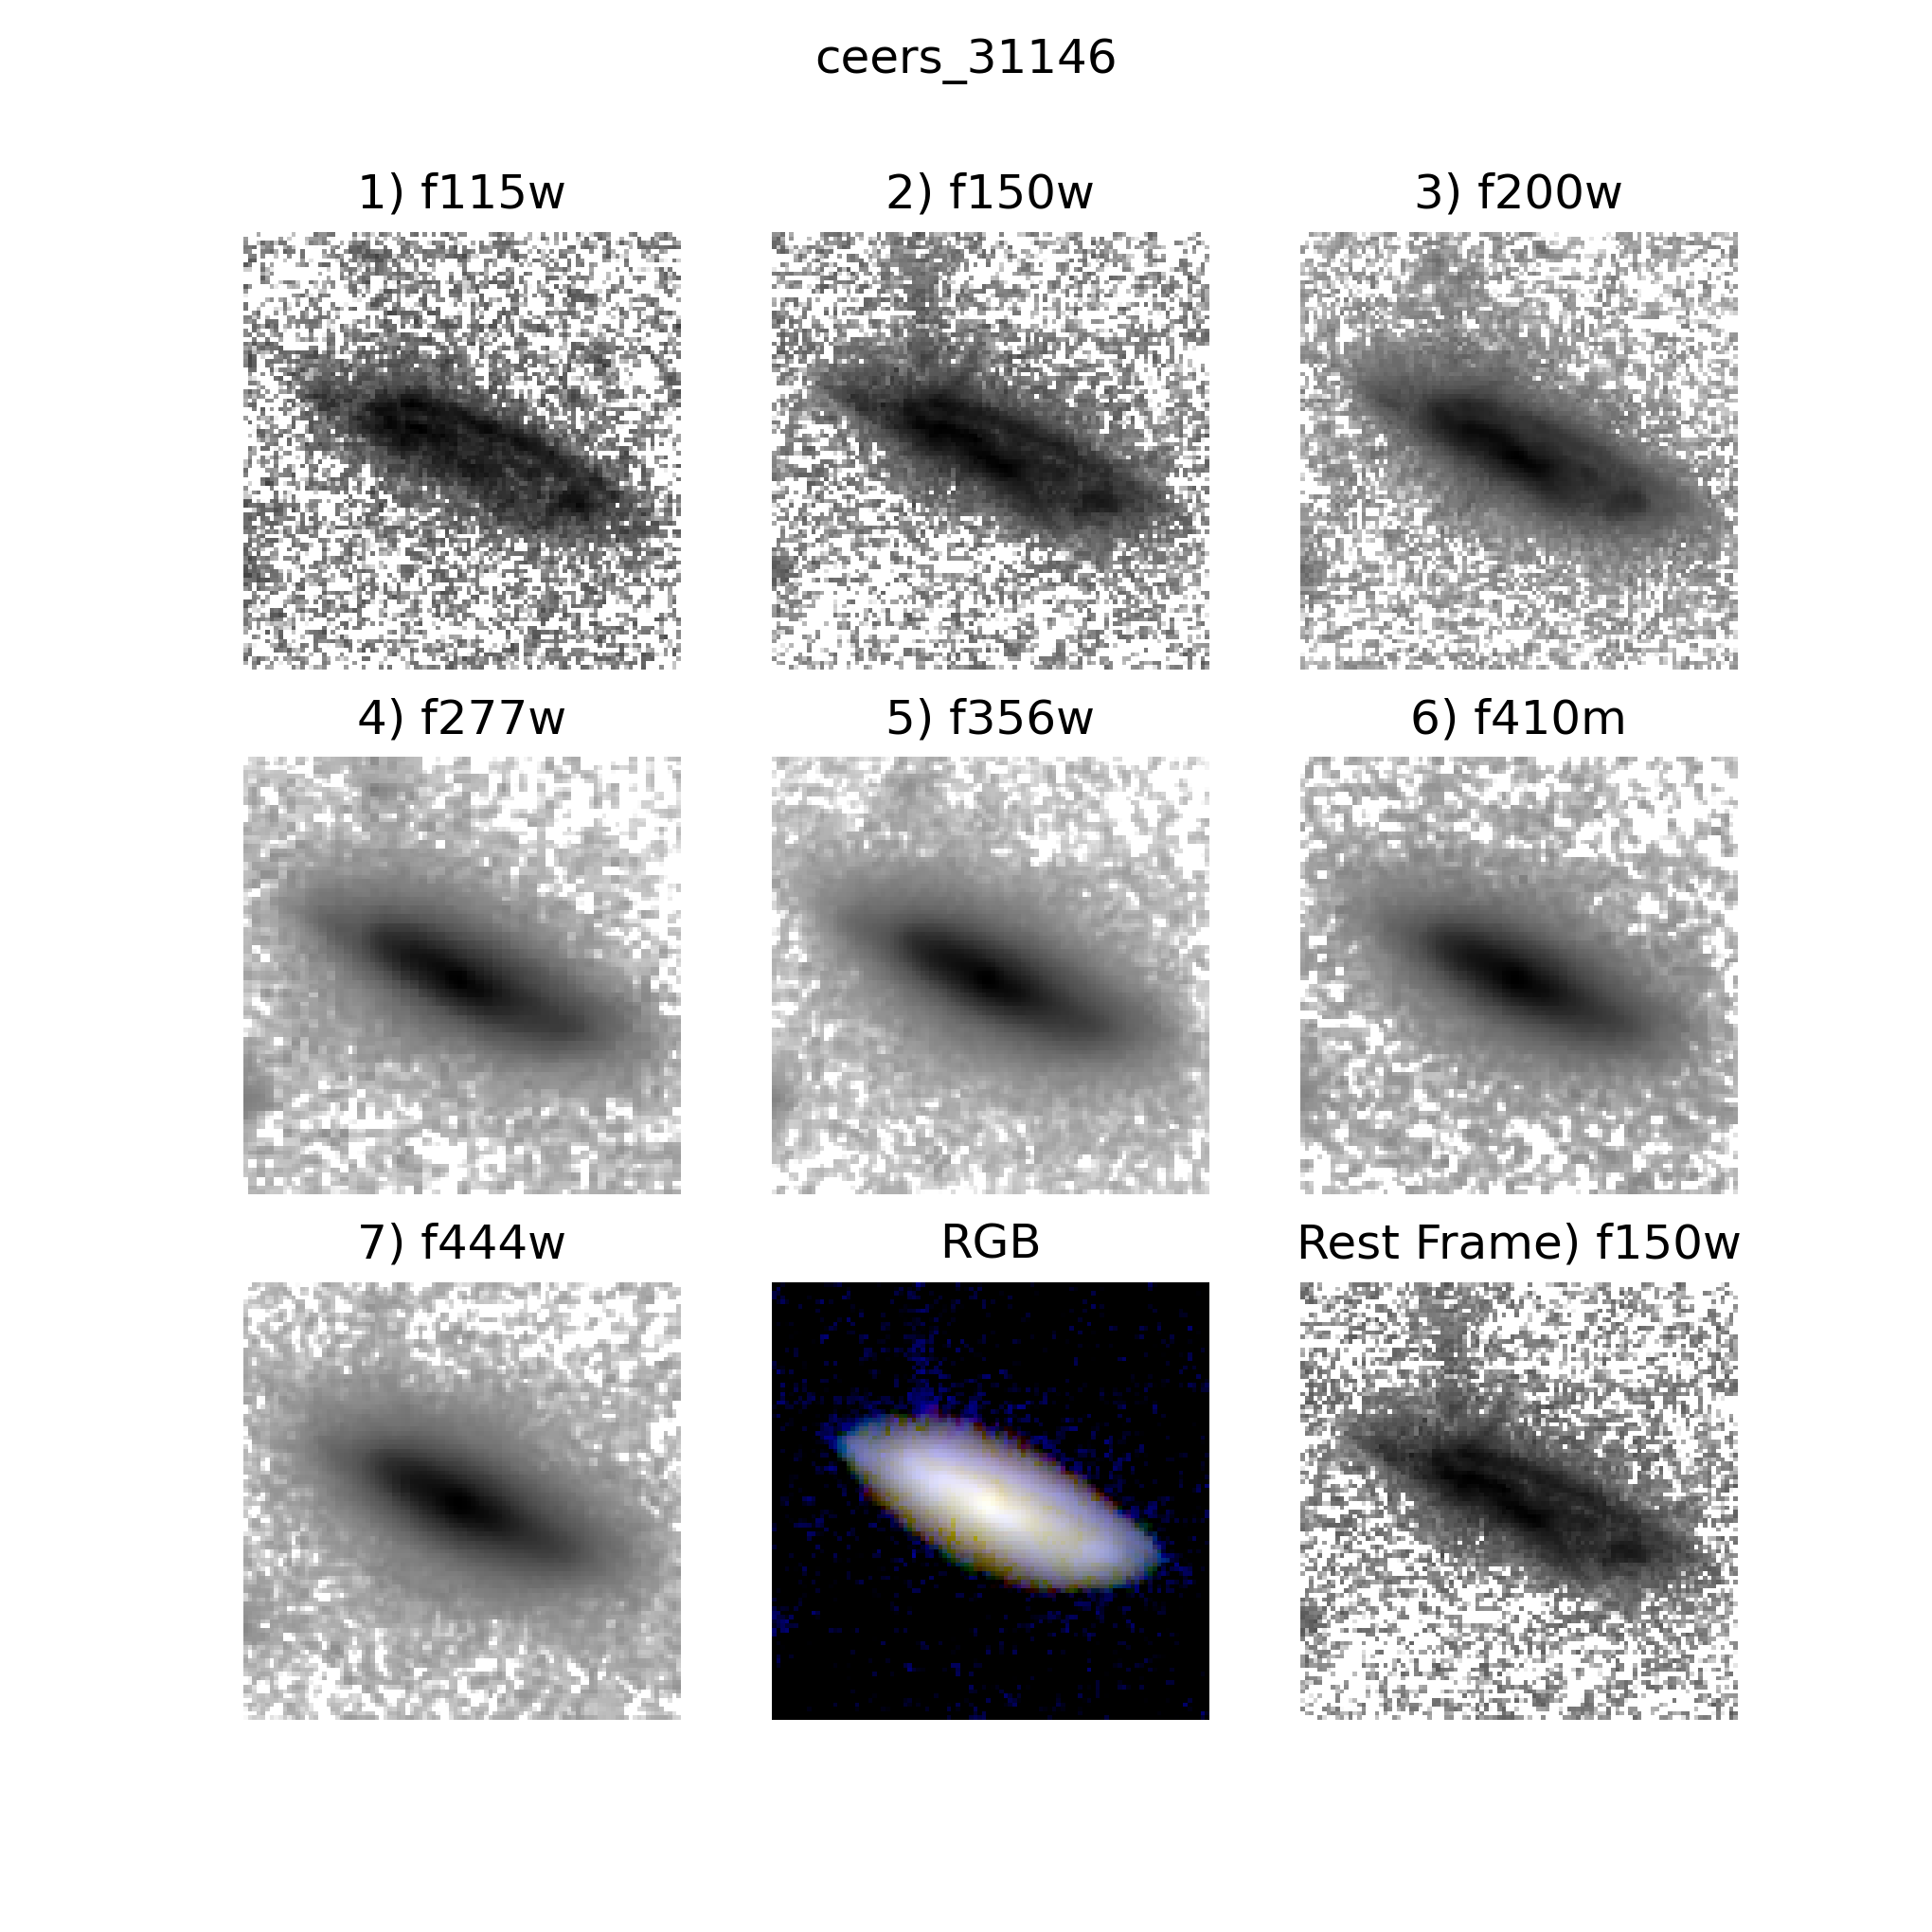 ceers_31146
1) f115w
2) f150w
3) f200w
4) f277w
5) f356w
6) f410m
7) f444w
RGB
Rest Frame) f150w